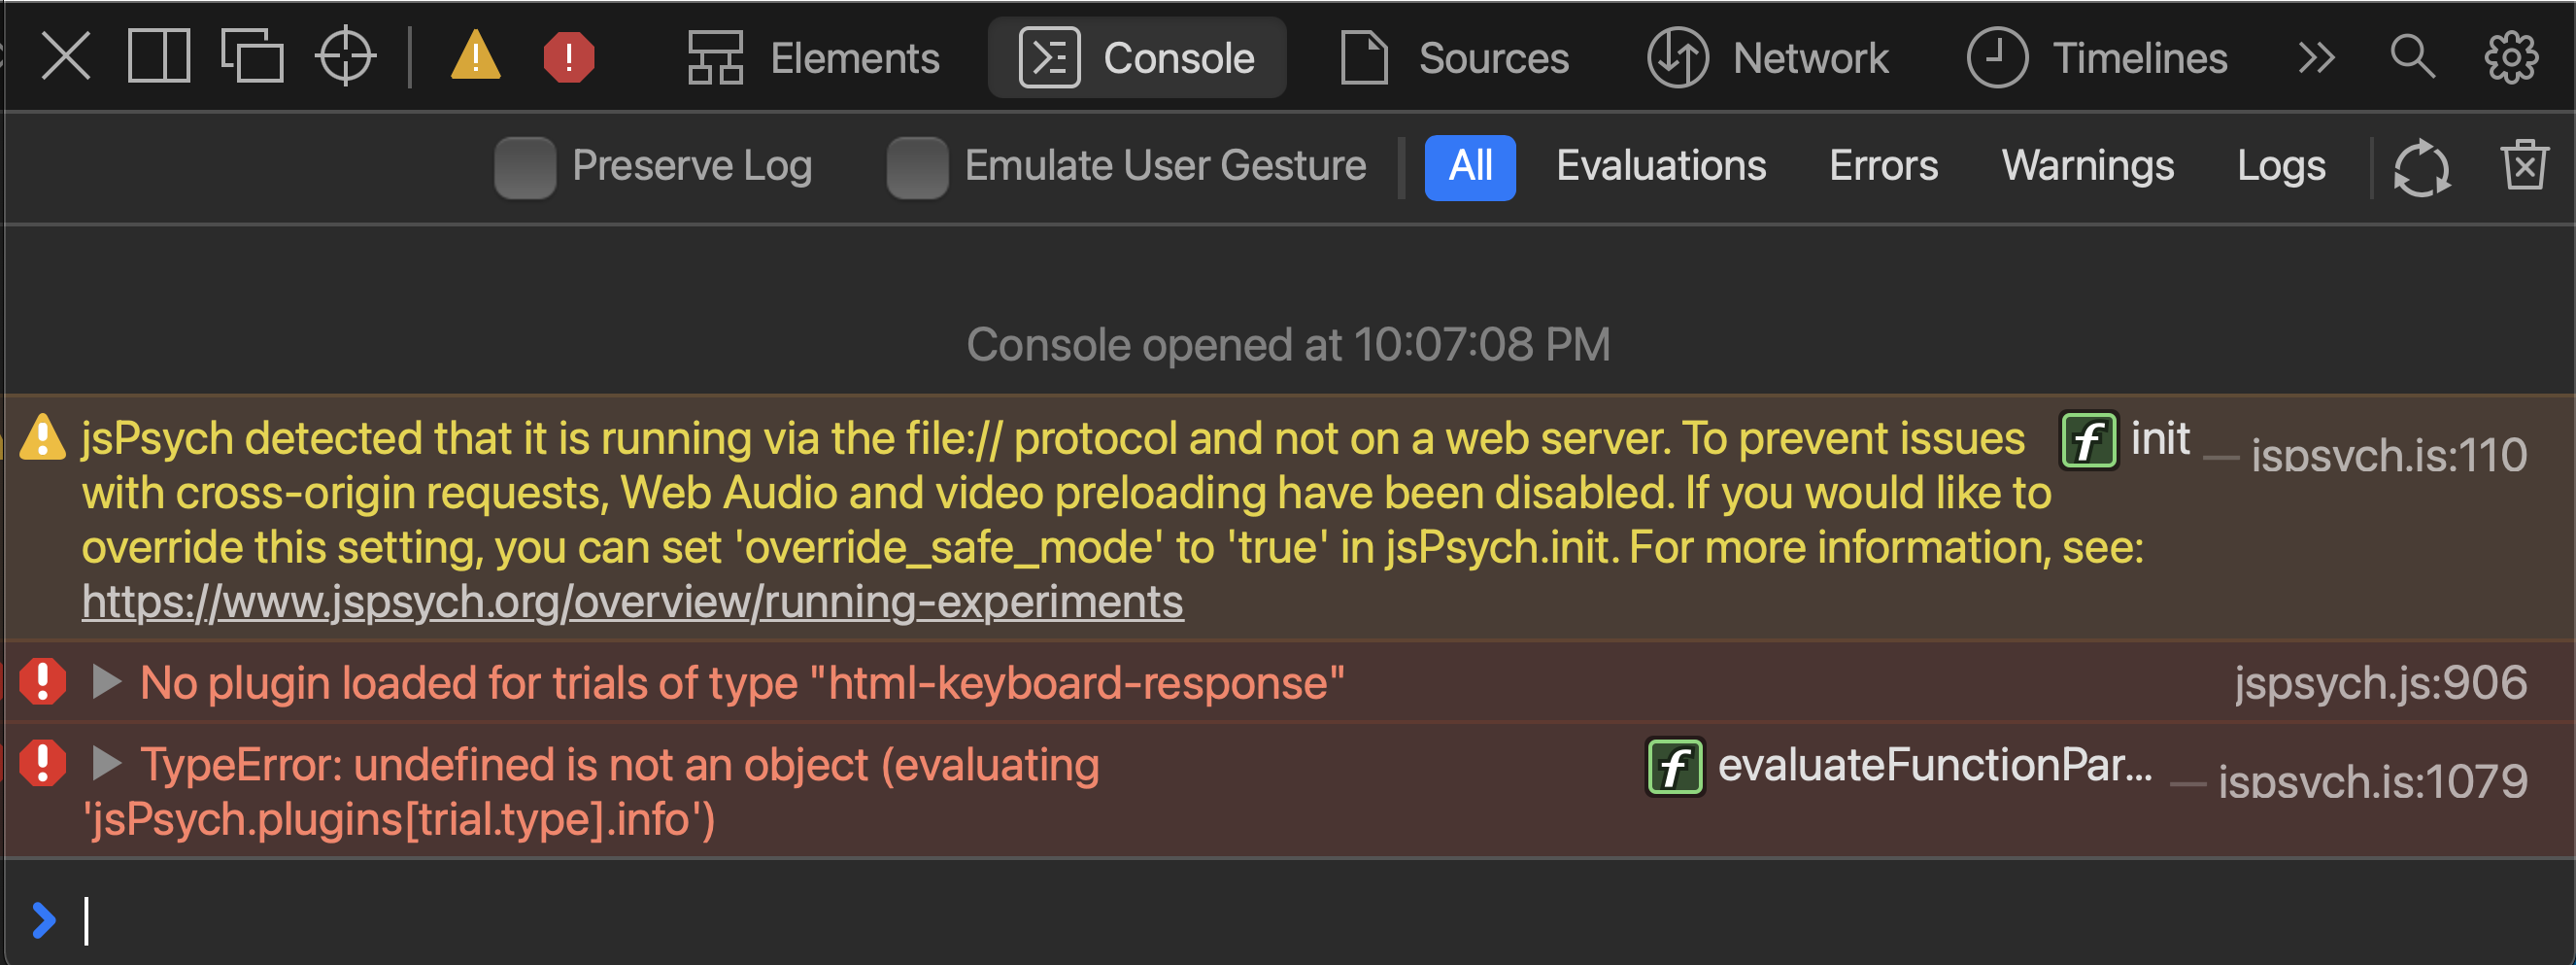 Elements Console Sources Network Timelines
Preserve Log Emulate User Gesture All Evaluations Errors Warnings Logs
Console opened at 10:07:08 PM
jsPsych detected that it is running via the file:// protocol and not on a web server. To prevent issues f init — jspsych.js:110
with cross-origin requests, Web Audio and video preloading have been disabled. If you would like to
override this setting, you can set 'override_safe_mode' to 'true' in jsPsych.init. For more information, see:
https://www.jspsych.org/overview/running-experiments
No plugin loaded for trials of type "html-keyboard-response" jspsych.js:906
TypeError: undefined is not an object (evaluating f evaluateFunctionPar... — jspsych.js:1079
'jsPsych.plugins[trial.type].info')